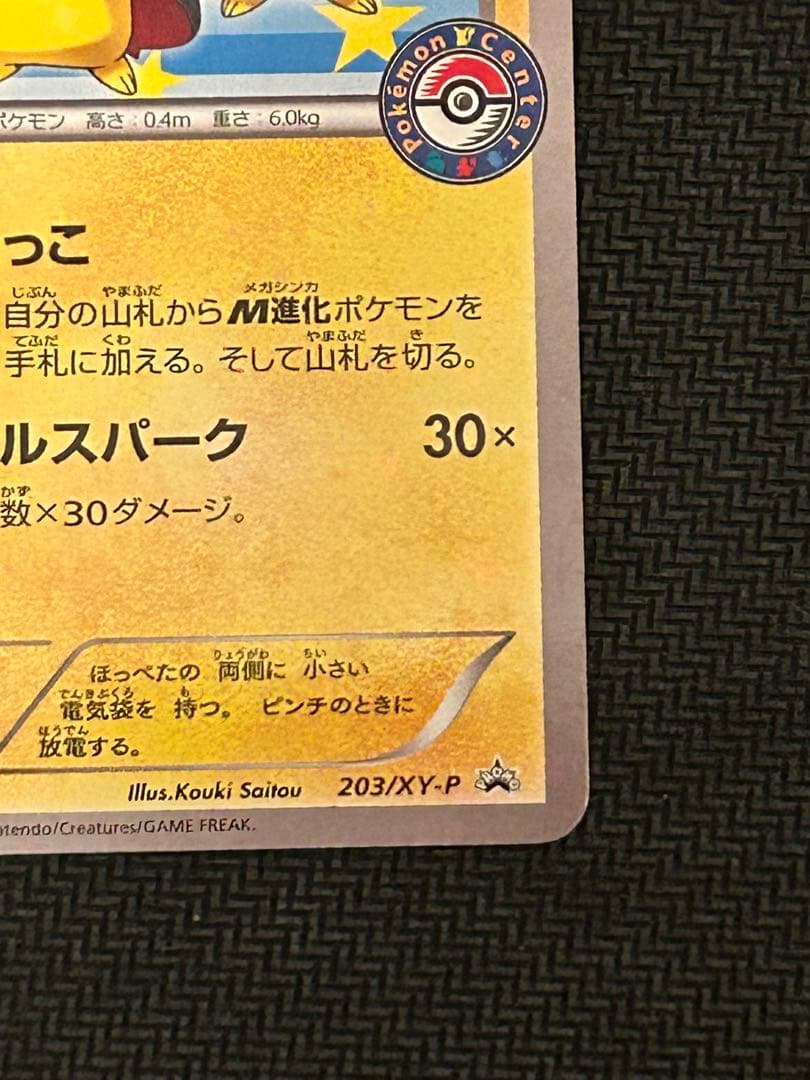 Pokémon Center
ポケモン 高さ：0.4m 重さ：6.0kg
っこ
じぶん やまふだ メガシンカ
自分の山札からM進化ポケモンを
てふだ くわ やまふだ き
手札に加える。そして山札を切る。
ルスパーク 30×
かず
数×30ダメージ。
りょうがわ ちい
ほっぺたの 両側に 小さい
でんきぶくろ も
電気袋を 持つ。 ピンチのときに
ほうでん
放電する。
Illus.Kouki Saitou 203/XY-P PROMO
ntendo/Creatures/GAME FREAK.